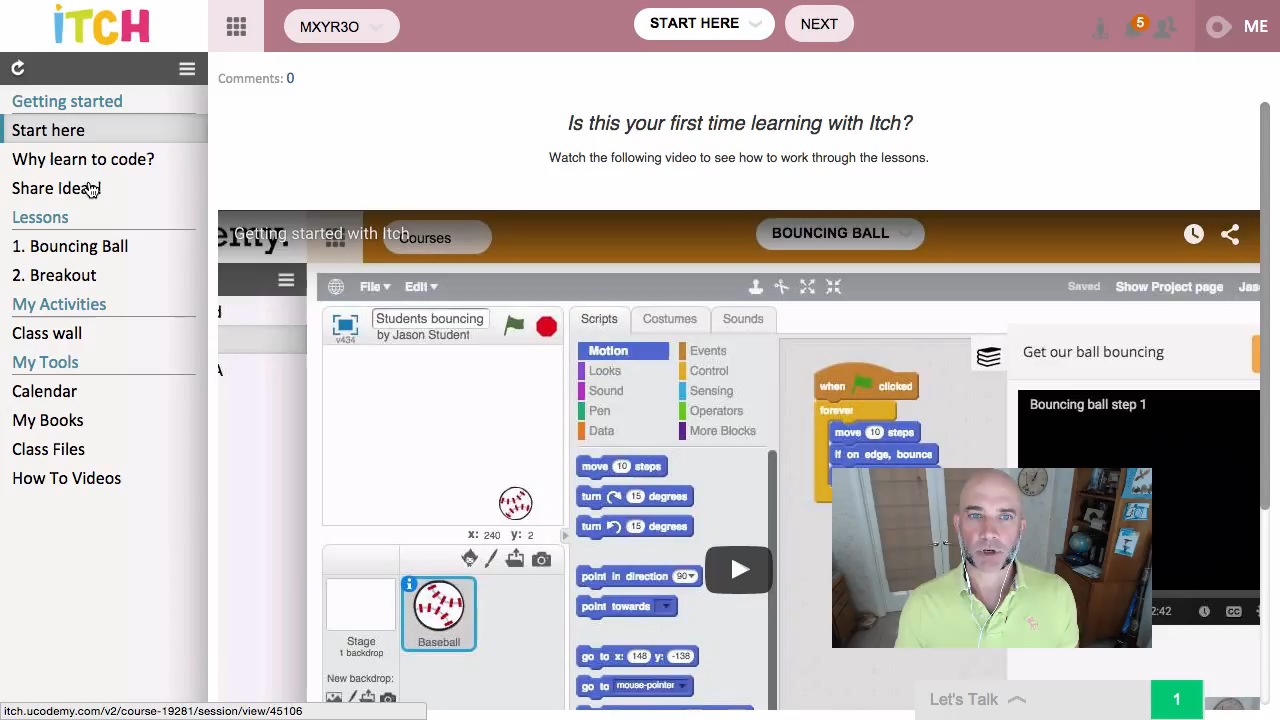 ITCH
MXYR3O
START HERE
NEXT
5
ME
Getting started
Start here
Why learn to code?
Share Ideas!
Lessons
1. Bouncing Ball
2. Breakout
My Activities
Class wall
My Tools
Calendar
My Books
Class Files
How To Videos
Comments: 0
Is this your first time learning with Itch?
Watch the following video to see how to work through the lessons.
Getting started with Itch
Courses
BOUNCING BALL
File Edit
Saved Show Project page
Students bouncing
by Jason Student
v434
Scripts Costumes Sounds
Motion Events
Looks Control
Sound Sensing
Pen Operators
Data More Blocks
move 10 steps
turn 15 degrees
turn 15 degrees
point in direction 90
point towards
go to x: 148 y: -138
go to mouse-pointer
when clicked
forever
move 10 steps
if on edge, bounce
Get our ball bouncing
Bouncing ball step 1
2:42
CC
x: 240 y: 2
Stage
1 backdrop
New backdrop:
Baseball
Let's Talk
1
itch.ucodemy.com/v2/course-19281/session/view/45106